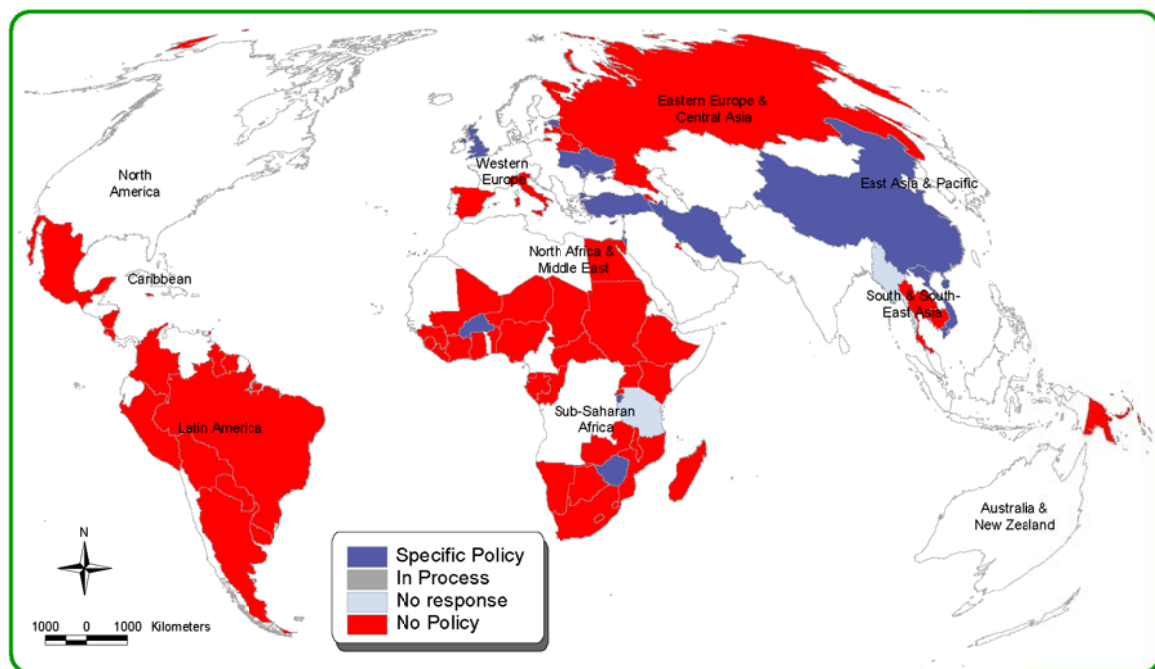 Eastern Europe &
Central Asia
Western
Europe
North
America
East Asia & Pacific
North Africa &
Middle East
Caribbean
South & South-
East Asia
Sub-Saharan
Africa
Latin America
Australia &
New Zealand
N
1000 0 1000 Kilometers
Specific Policy
In Process
No response
No Policy